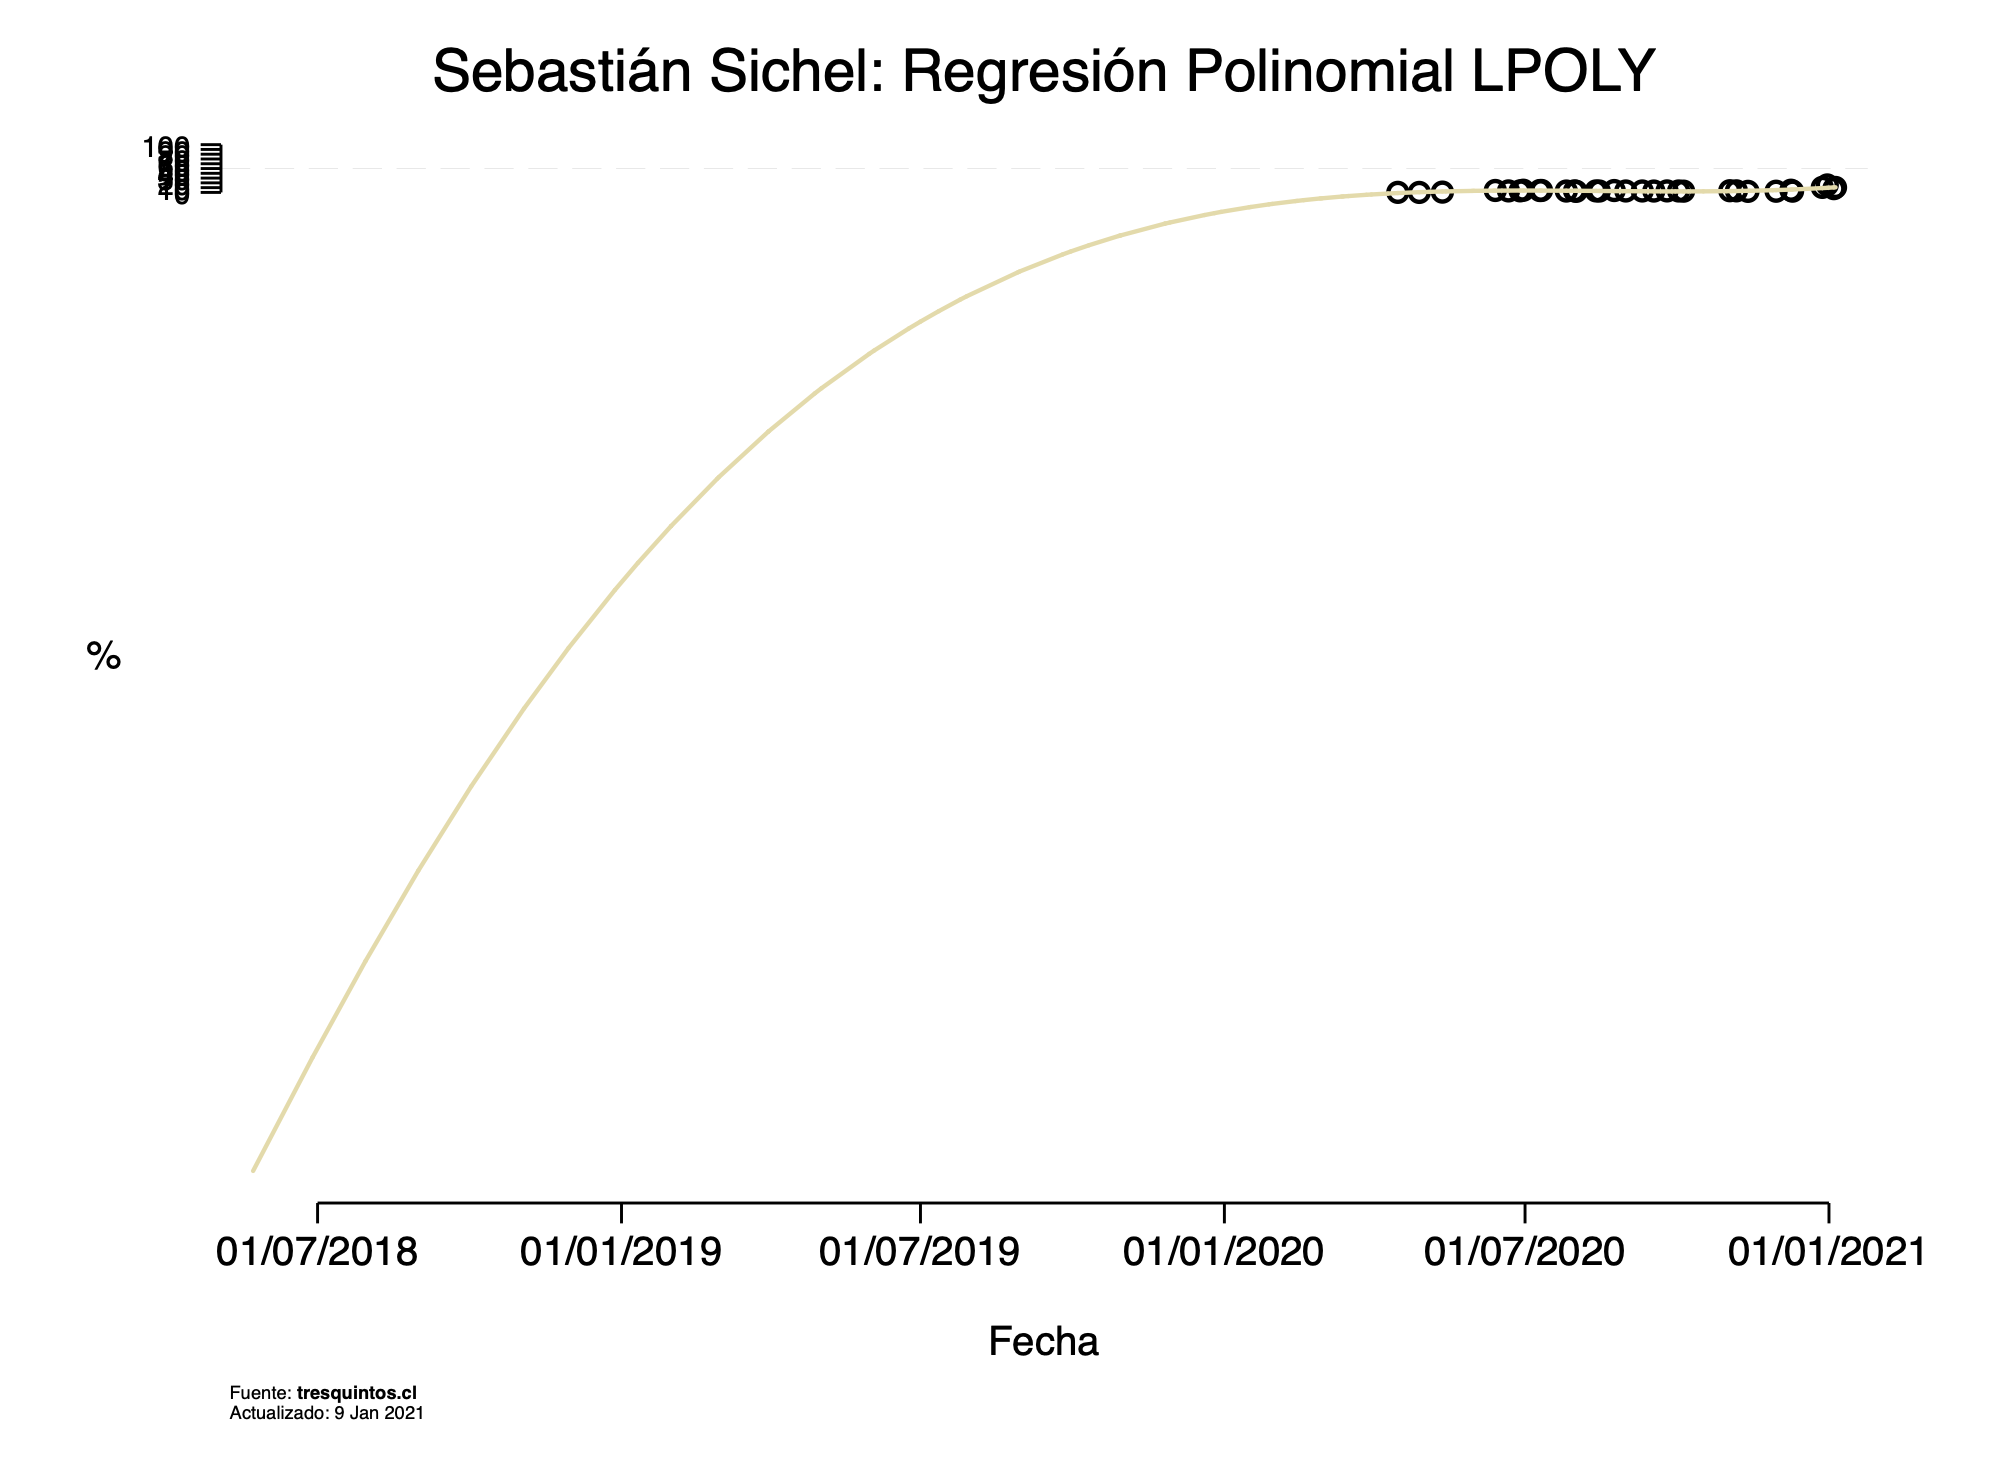 Sebastián Sichel: Regresión Polinomial LPOLY
100
0
%
01/07/2018 01/01/2019 01/07/2019 01/01/2020 01/07/2020 01/01/2021
Fecha
Fuente: tresquintos.cl
Actualizado: 9 Jan 2021